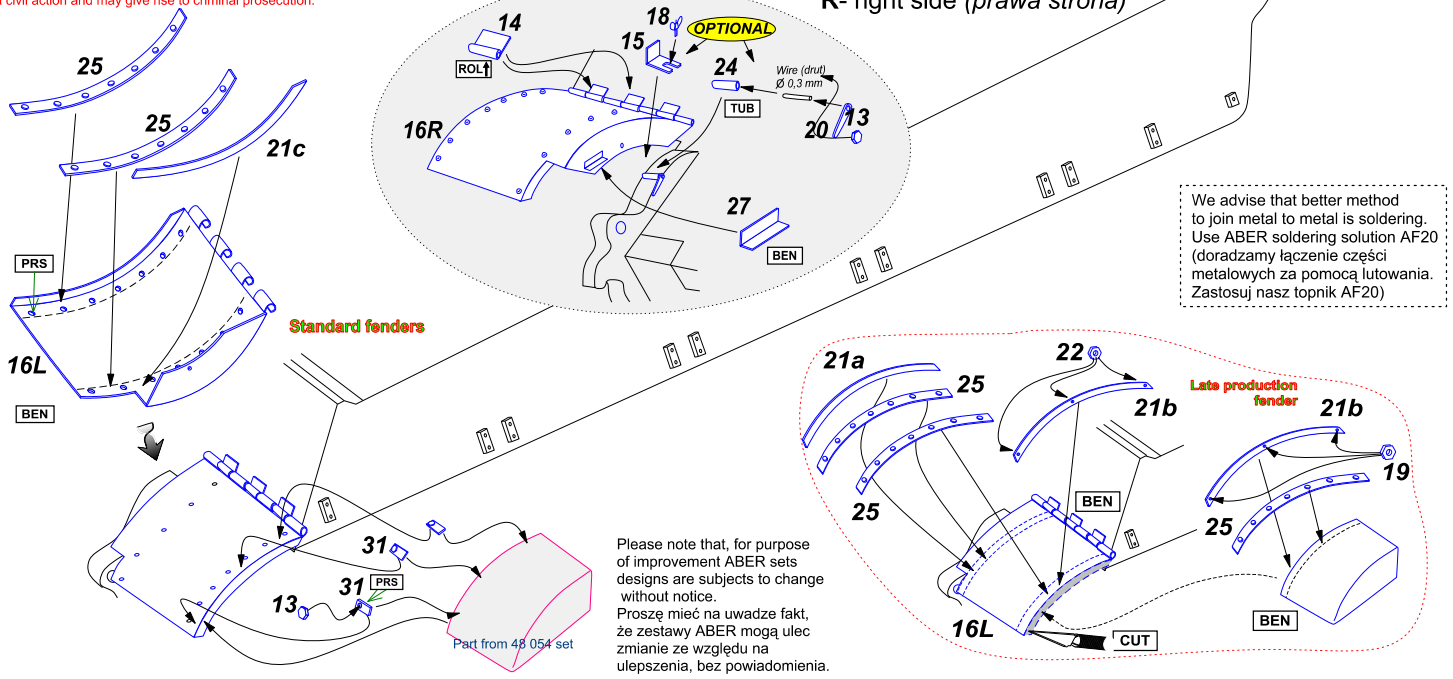 a civil action and may give rise to criminal prosecution.
R- right side (prawa strona)
25
25
21c
PRS
16L
BEN
Standard fenders
14
ROL
18
15
OPTIONAL
24
TUB
Wire (drut)
Ø 0,3 mm
20
13
16R
27
BEN
We advise that better method
to join metal to metal is soldering.
Use ABER soldering solution AF20
(doradzamy łączenie części
metalowych za pomocą lutowania.
Zastosuj nasz topnik AF20)
31
31
PRS
13
Part from 48 054 set
Please note that, for purpose
of improvement ABER sets
designs are subjects to change
without notice.
Proszę mieć na uwadze fakt,
że zestawy ABER mogą ulec
zmianie ze względu na
ulepszenia, bez powiadomienia.
21a
25
25
22
21b
Late production
fender
21b
19
25
BEN
16L
CUT
BEN